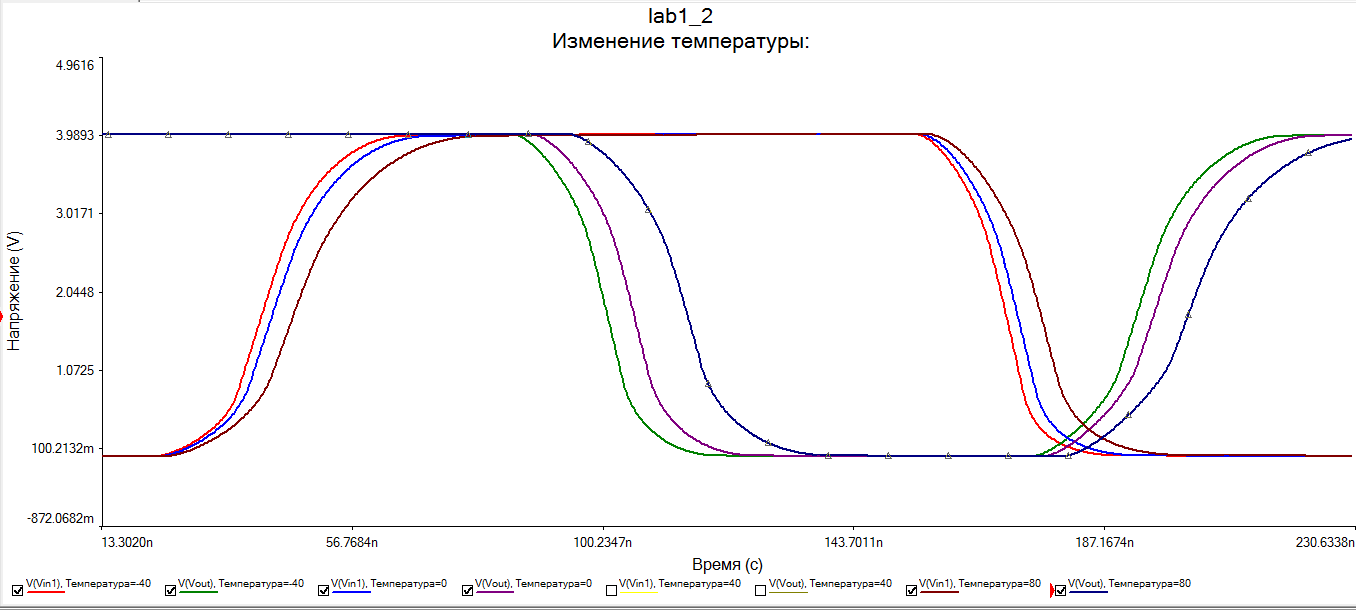 lab1_2
Изменение температуры:
4.9616
3.9893
3.0171
2.0448
1.0725
100.2132m
-872.0682m
Напряжение (V)
13.3020n 56.7684n 100.2347n 143.7011n 187.1674n 230.6338n
Время (с)
V(Vin1), Температура=-40 V(Vout), Температура=-40 V(Vin1), Температура=0 V(Vout), Температура=0 V(Vin1), Температура=40 V(Vout), Температура=40 V(Vin1), Температура=80 V(Vout), Температура=80